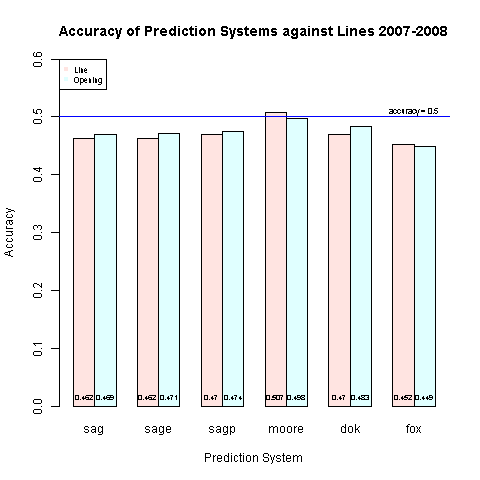 Accuracy of Prediction Systems against Lines 2007-2008
Accuracy
0.6
0.5
0.4
0.3
0.2
0.1
0.0
Line
Opening
accuracy = 0.5
0.462 0.469 0.462 0.471 0.47 0.474 0.507 0.498 0.47 0.483 0.452 0.449
sag sage sagp moore dok fox
Prediction System